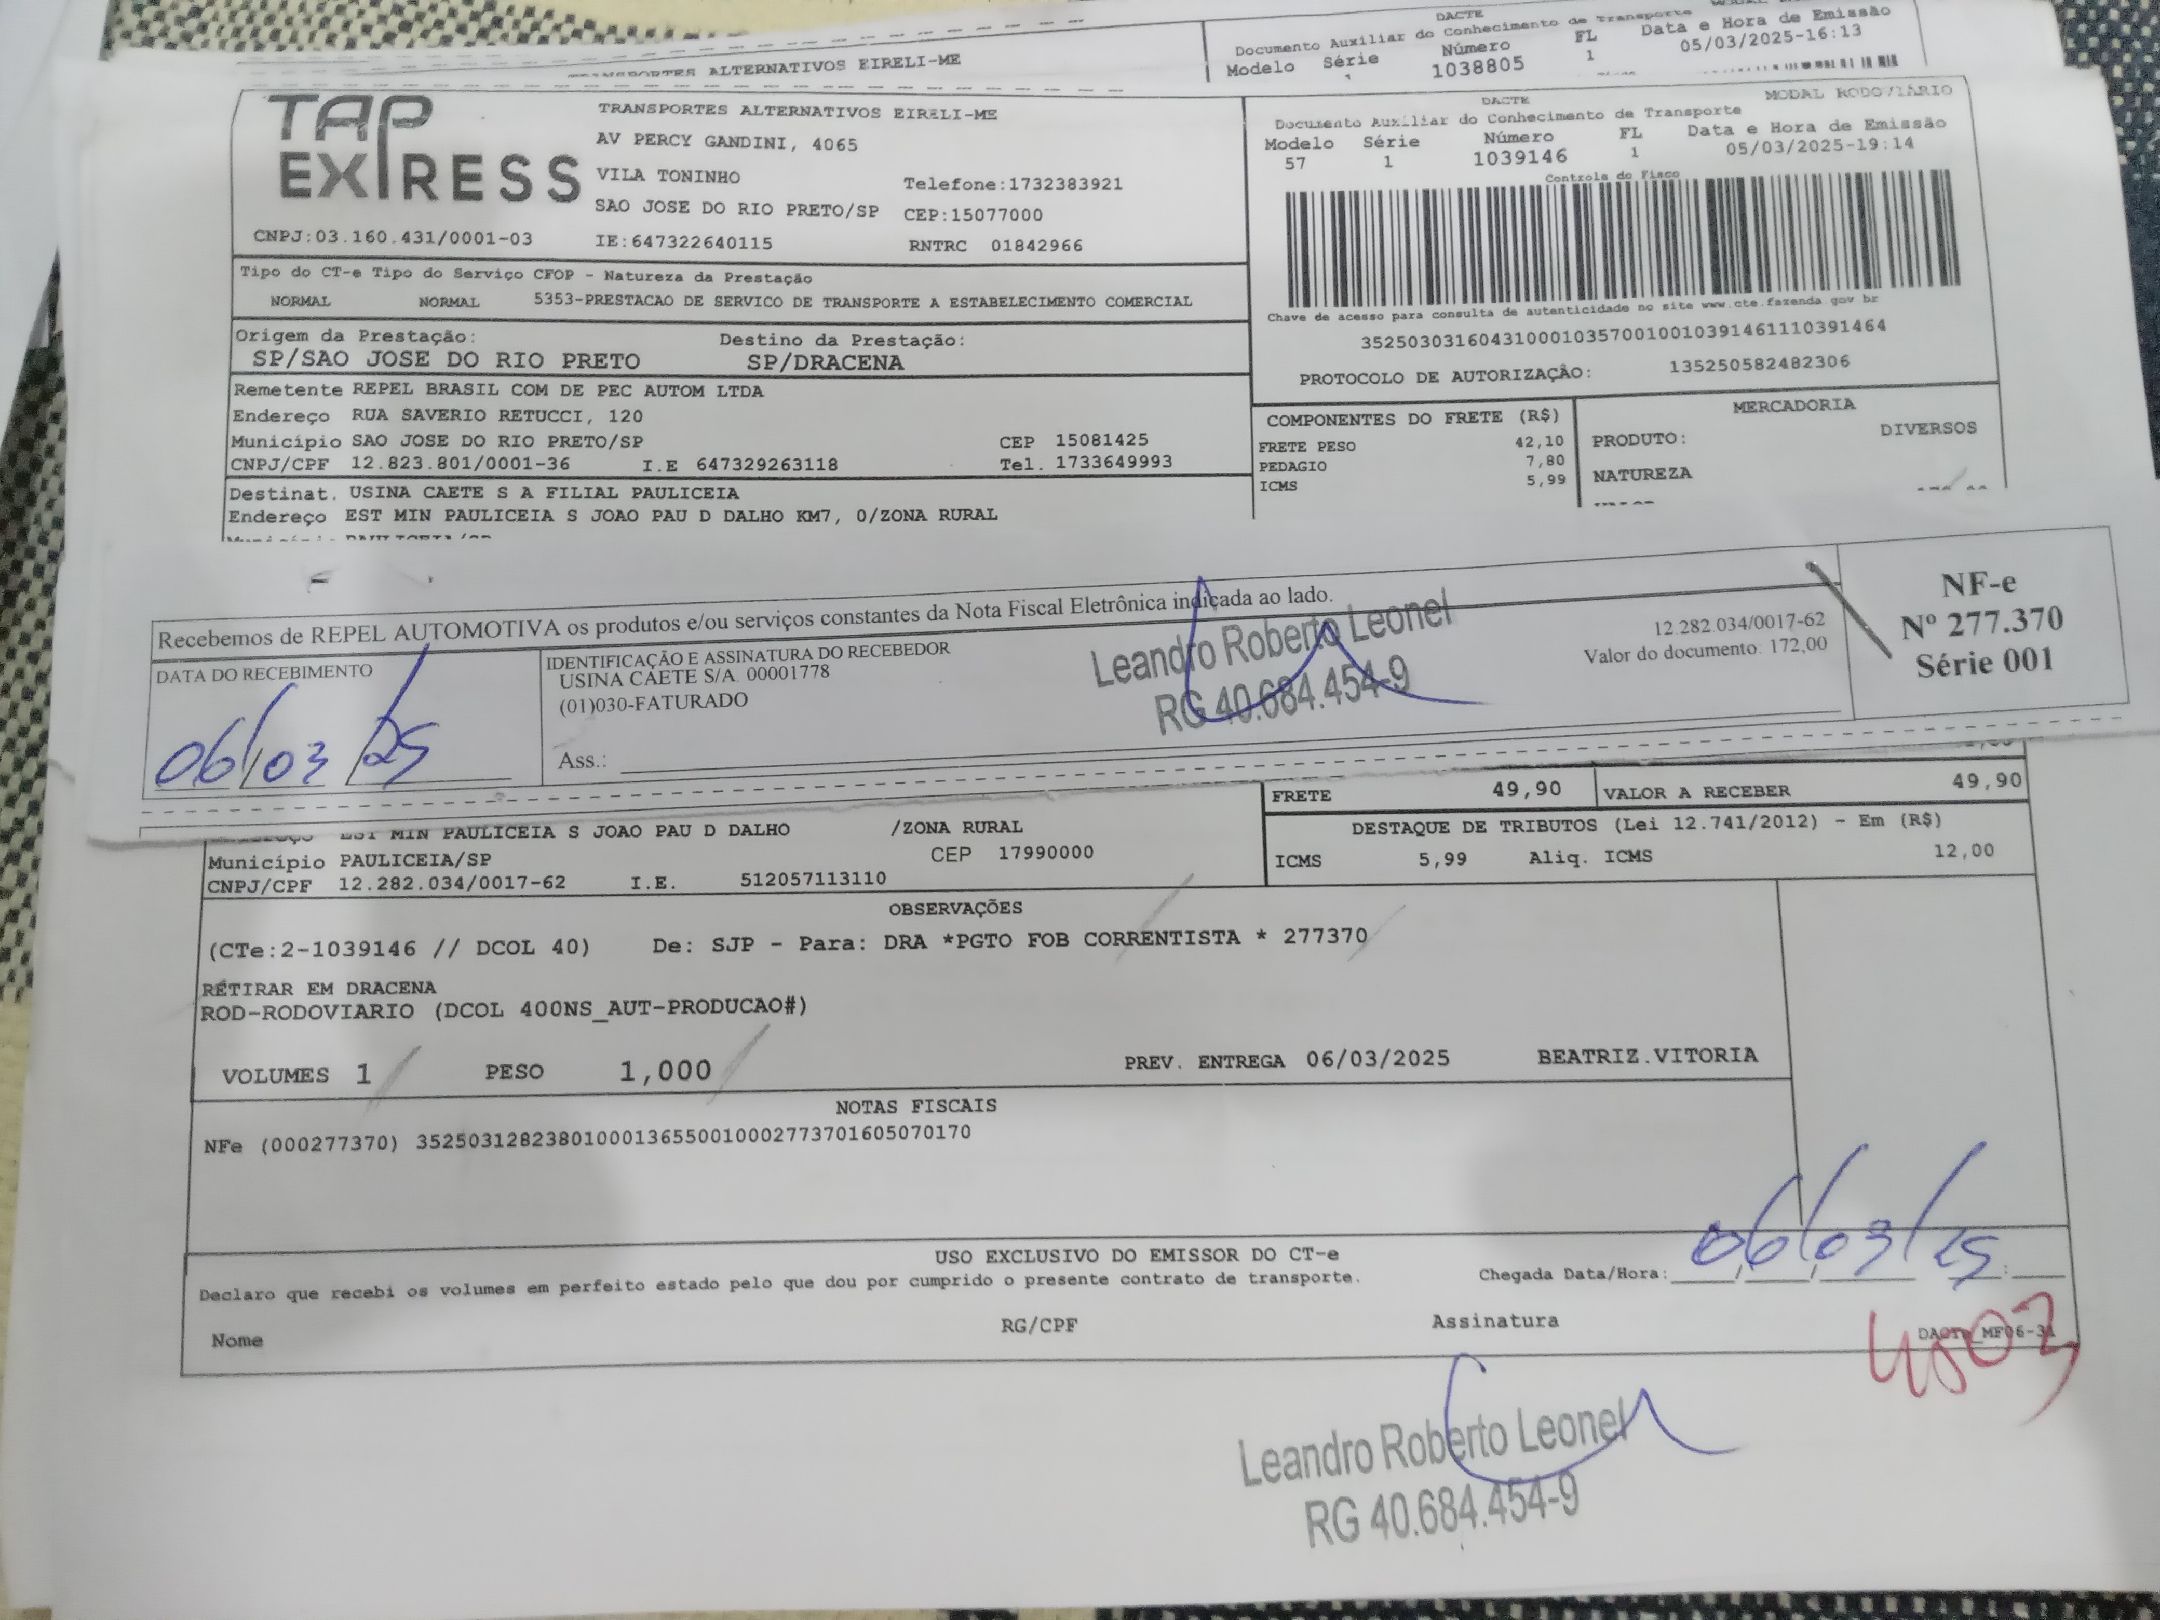 TRANSPORTES ALTERNATIVOS EIRELI-ME
DACTE
Documento Auxiliar do Conhecimento de Transporte
Modelo Série Número FL Data e Hora de Emissão
1038805 1 05/03/2025-16:13
TAP EXPRESS
TRANSPORTES ALTERNATIVOS EIRELI-ME
AV PERCY GANDINI, 4065
VILA TONINHO Telefone:1732383921
SAO JOSE DO RIO PRETO/SP CEP:15077000
CNPJ:03.160.431/0001-03 IE:647322640115 RNTRC 01842966
DACTE MODAL RODOVIÁRIO
Documento Auxiliar do Conhecimento de Transporte
Modelo Série Número FL Data e Hora de Emissão
57 1 1039146 1 05/03/2025-19:14
Controle do Fisco
Chave de acesso para consulta de autenticidade no site www.cte.fazenda.gov br
35250303160431000103570010010391461110391464
PROTOCOLO DE AUTORIZAÇÃO: 135250582482306
Tipo do CT-e Tipo do Serviço CFOP - Natureza da Prestação
NORMAL NORMAL 5353-PRESTACAO DE SERVICO DE TRANSPORTE A ESTABELECIMENTO COMERCIAL
Origem da Prestação: Destino da Prestação:
SP/SAO JOSE DO RIO PRETO SP/DRACENA
Remetente REPEL BRASIL COM DE PEC AUTOM LTDA
Endereço RUA SAVERIO RETUCCI, 120
Município SAO JOSE DO RIO PRETO/SP CEP 15081425
CNPJ/CPF 12.823.801/0001-36 I.E 647329263118 Tel. 1733649993
Destinat. USINA CAETE S A FILIAL PAULICEIA
Endereço EST MIN PAULICEIA S JOAO PAU D DALHO KM7, 0/ZONA RURAL
COMPONENTES DO FRETE (R$)
FRETE PESO 42,10
PEDAGIO 7,80
ICMS 5,99
MERCADORIA
PRODUTO: DIVERSOS
NATUREZA
Recebemos de REPEL AUTOMOTIVA os produtos e/ou serviços constantes da Nota Fiscal Eletrônica indicada ao lado.
DATA DO RECEBIMENTO
06/03/25
IDENTIFICAÇÃO E ASSINATURA DO RECEBEDOR
USINA CAETE S/A. 00001778
(01)030-FATURADO
Ass.:
Leandro Roberto Leonel
RG 40.684.454-9
12.282.034/0017-62
Valor do documento: 172,00
NF-e
Nº 277.370
Série 001
FRETE 49,90 VALOR A RECEBER 49,90
EST MIN PAULICEIA S JOAO PAU D DALHO /ZONA RURAL
Município PAULICEIA/SP CEP 17990000
CNPJ/CPF 12.282.034/0017-62 I.E. 512057113110
DESTAQUE DE TRIBUTOS (Lei 12.741/2012) - Em (R$)
ICMS 5,99 Aliq. ICMS 12,00
OBSERVAÇÕES
(CTe:2-1039146 // DCOL 40) De: SJP - Para: DRA *PGTO FOB CORRENTISTA * 277370
RETIRAR EM DRACENA
ROD-RODOVIARIO (DCOL 400NS_AUT-PRODUCAO#)
VOLUMES 1 PESO 1,000 PREV. ENTREGA 06/03/2025 BEATRIZ.VITORIA
NOTAS FISCAIS
NFe (000277370) 35250312823801000136550010002773701605070170
USO EXCLUSIVO DO EMISSOR DO CT-e
Declaro que recebi os volumes em perfeito estado pelo que dou por cumprido o presente contrato de transporte.
Chegada Data/Hora: 06/03/25
Nome RG/CPF Assinatura
Leandro Roberto Leonel
RG 40.684.454-9